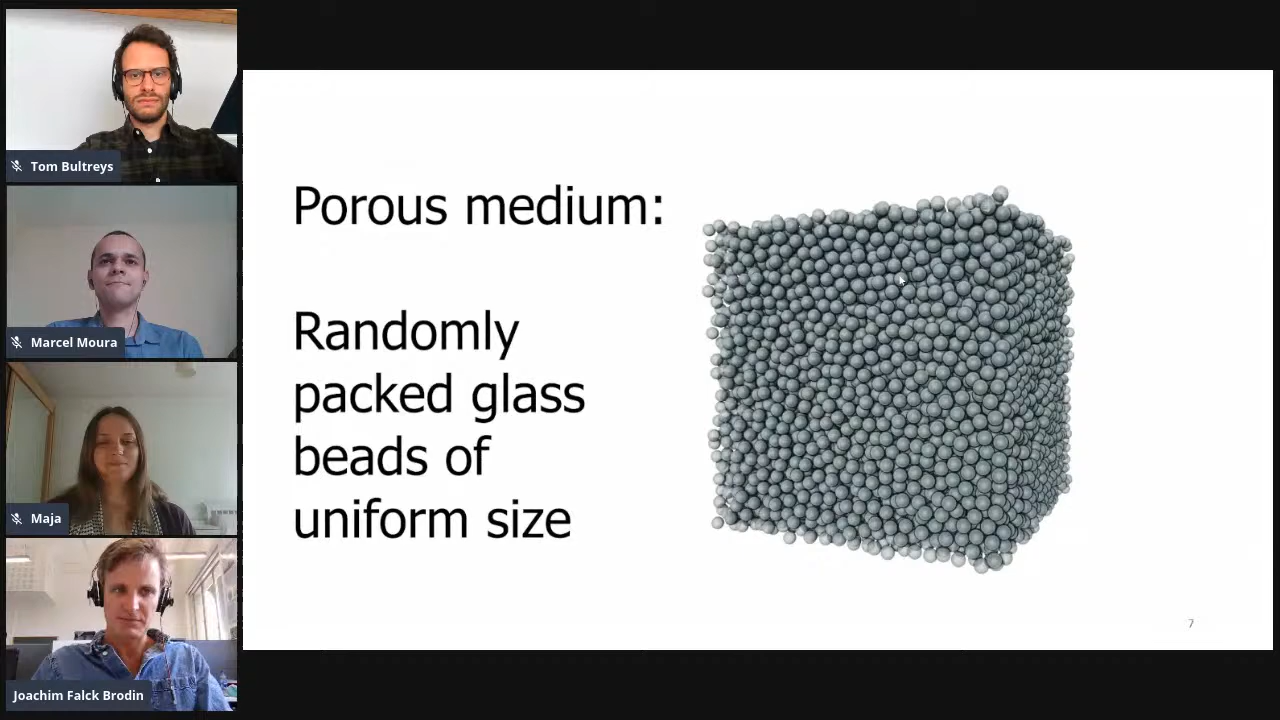 Tom Bultreys
Marcel Moura
Maja
Joachim Falck Brodin
Porous medium:
Randomly
packed glass
beads of
uniform size
7